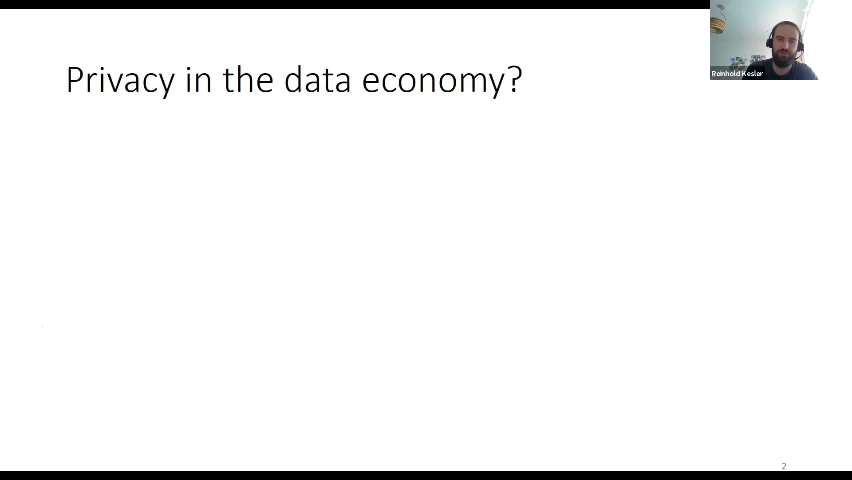 Privacy in the data economy?
Reinhold Kesler
2